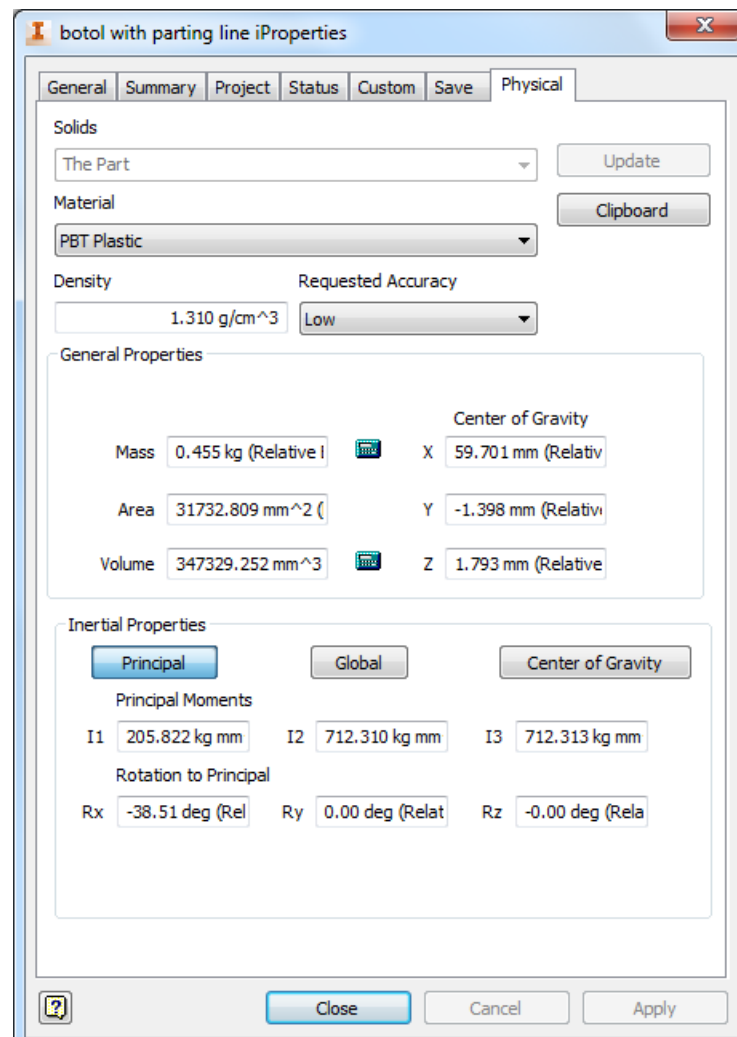 botol with parting line iProperties
General Summary Project Status Custom Save Physical
Solids
The Part
Update
Material
Clipboard
PBT Plastic
Density Requested Accuracy
1.310 g/cm^3 Low
General Properties
Center of Gravity
Mass 0.455 kg (Relative X 59.701 mm (Relativ
Area 31732.809 mm^2 ( Y -1.398 mm (Relativ
Volume 347329.252 mm^3 Z 1.793 mm (Relative
Inertial Properties
Principal Global Center of Gravity
Principal Moments
I1 205.822 kg mm I2 712.310 kg mm I3 712.313 kg mm
Rotation to Principal
Rx -38.51 deg (Rel Ry 0.00 deg (Relat Rz -0.00 deg (Rela
Close Cancel Apply